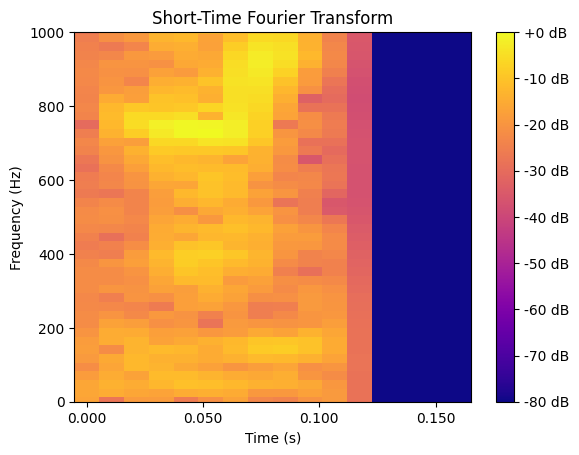 Short-Time Fourier Transform
1000
800
600
400
200
0
Frequency (Hz)
0.000
0.050
0.100
0.150
Time (s)
+0 dB
-10 dB
-20 dB
-30 dB
-40 dB
-50 dB
-60 dB
-70 dB
-80 dB